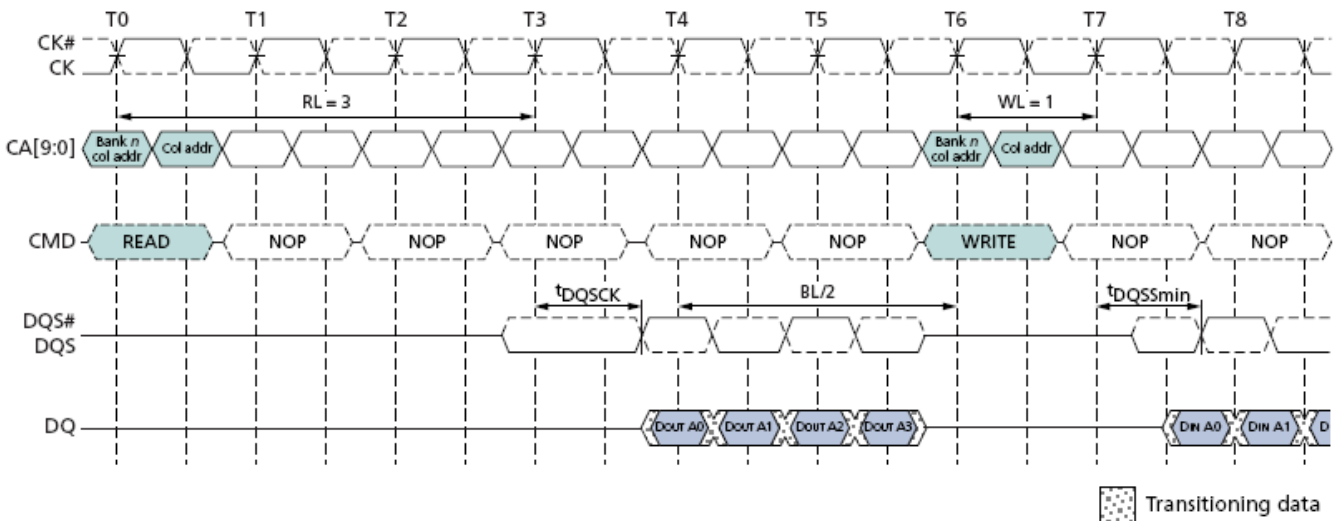 T0 T1 T2 T3 T4 T5 T6 T7 T8
CK#
CK
RL = 3 WL = 1
CA[9:0] Bank n col addr Col addr Bank n col addr Col addr
CMD READ NOP NOP NOP NOP NOP WRITE NOP NOP
tDQSCK BL/2 tDQSSmin
DQS#
DQS
DQ DOUT A0 DOUT A1 DOUT A2 DOUT A3 DIN A0 DIN A1 D
Transitioning data